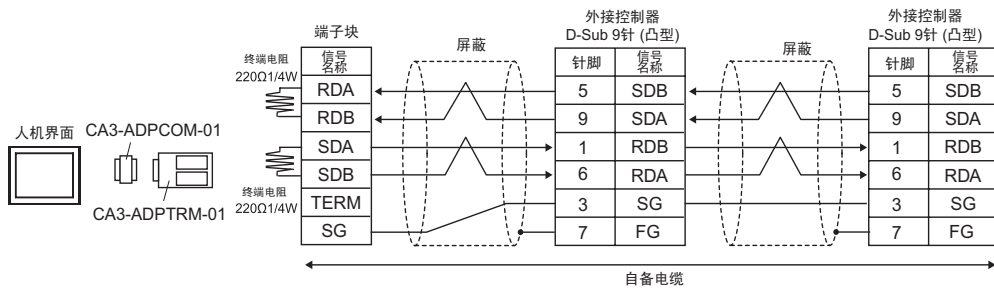 人机界面
CA3-ADPCOM-01
CA3-ADPTRM-01
终端电阻
220Ω1/4W
终端电阻
220Ω1/4W
端子块
信号名称
RDA
RDB
SDA
SDB
TERM
SG
屏蔽
外接控制器
D-Sub 9针 (凸型)
针脚 信号名称
5 SDB
9 SDA
1 RDB
6 RDA
3 SG
7 FG
屏蔽
外接控制器
D-Sub 9针 (凸型)
针脚 信号名称
5 SDB
9 SDA
1 RDB
6 RDA
3 SG
7 FG
自备电缆